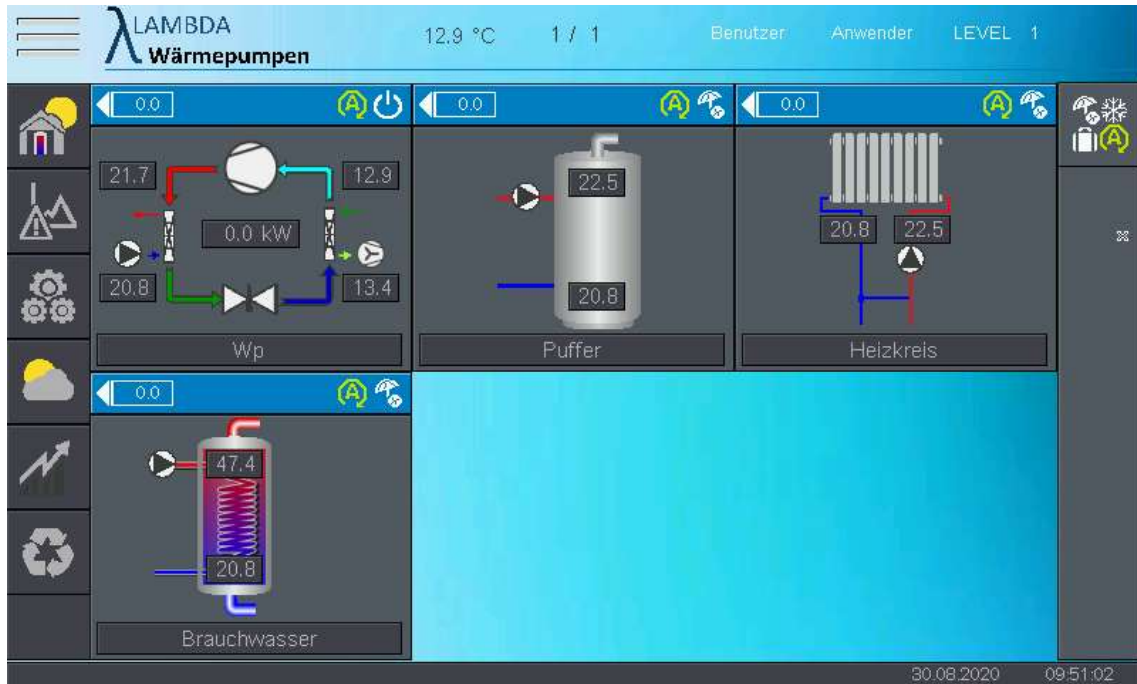 λ LAMBDA
Wärmepumpen
12.9 °C 1 / 1 Benutzer Anwender LEVEL 1
0.0 A
21.7 12.9
0.0 kW
20.8 13.4
Wp
0.0 A
22.5
20.8
Puffer
0.0 A
20.8 22.5
Heizkreis
A
0.0 A
47.4
20.8
Brauchwasser
30.08.2020 09:51:02